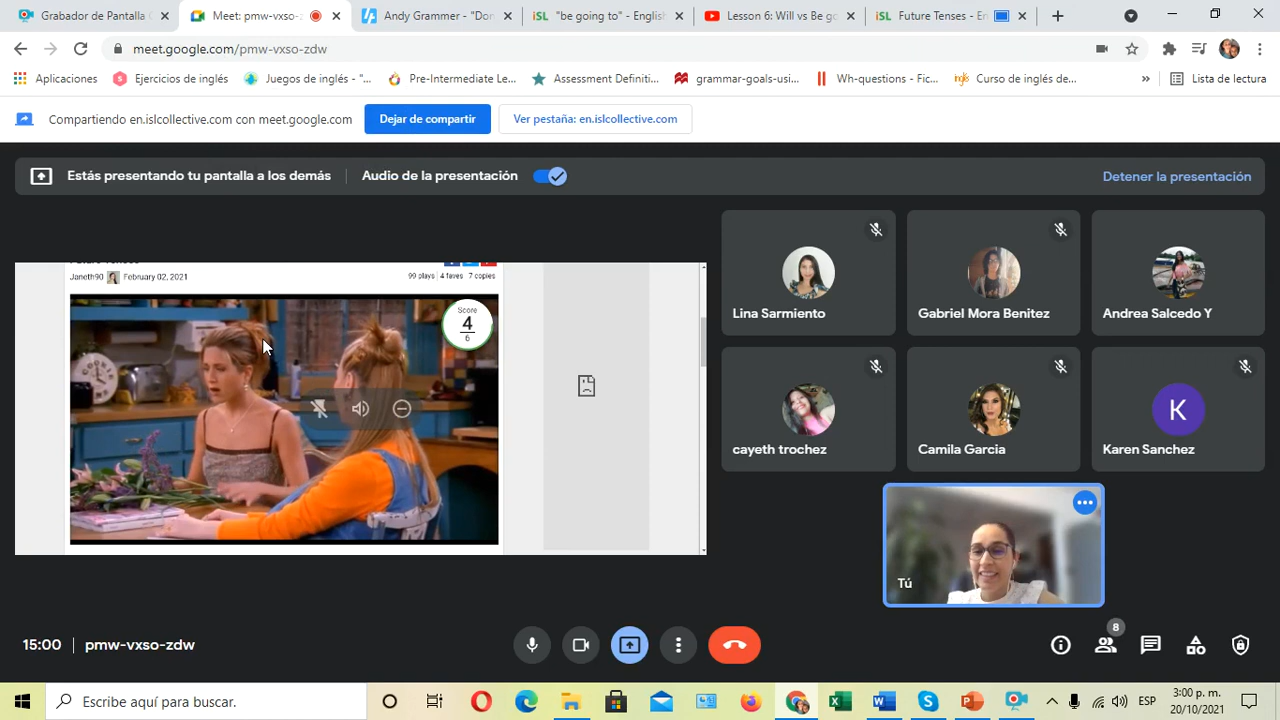 Grabador de Pantalla G
Meet: pmw-vxso-z
Andy Grammer - "Don
iSL "be going to" - English
Lesson 6: Will vs Be go
iSL Future Tenses - En
meet.google.com/pmw-vxso-zdw
Aplicaciones
Ejercicios de inglés
Juegos de inglés - "...
Pre-Intermediate Le...
Assessment Definiti...
grammar-goals-usi...
Wh-questions - Fic...
Curso de inglés de...
Lista de lectura
Compartiendo en.islcollective.com con meet.google.com
Dejar de compartir
Ver pestaña: en.islcollective.com
Estás presentando tu pantalla a los demás
Audio de la presentación
Detener la presentación
Janeth90
February 02, 2021
99 plays
4 faves
7 copies
Score
4
6
Lina Sarmiento
Gabriel Mora Benitez
Andrea Salcedo Y
cayeth trochez
Camila Garcia
K
Karen Sanchez
Tú
15:00
pmw-vxso-zdw
8
Escribe aquí para buscar.
ESP
3:00 p. m.
20/10/2021